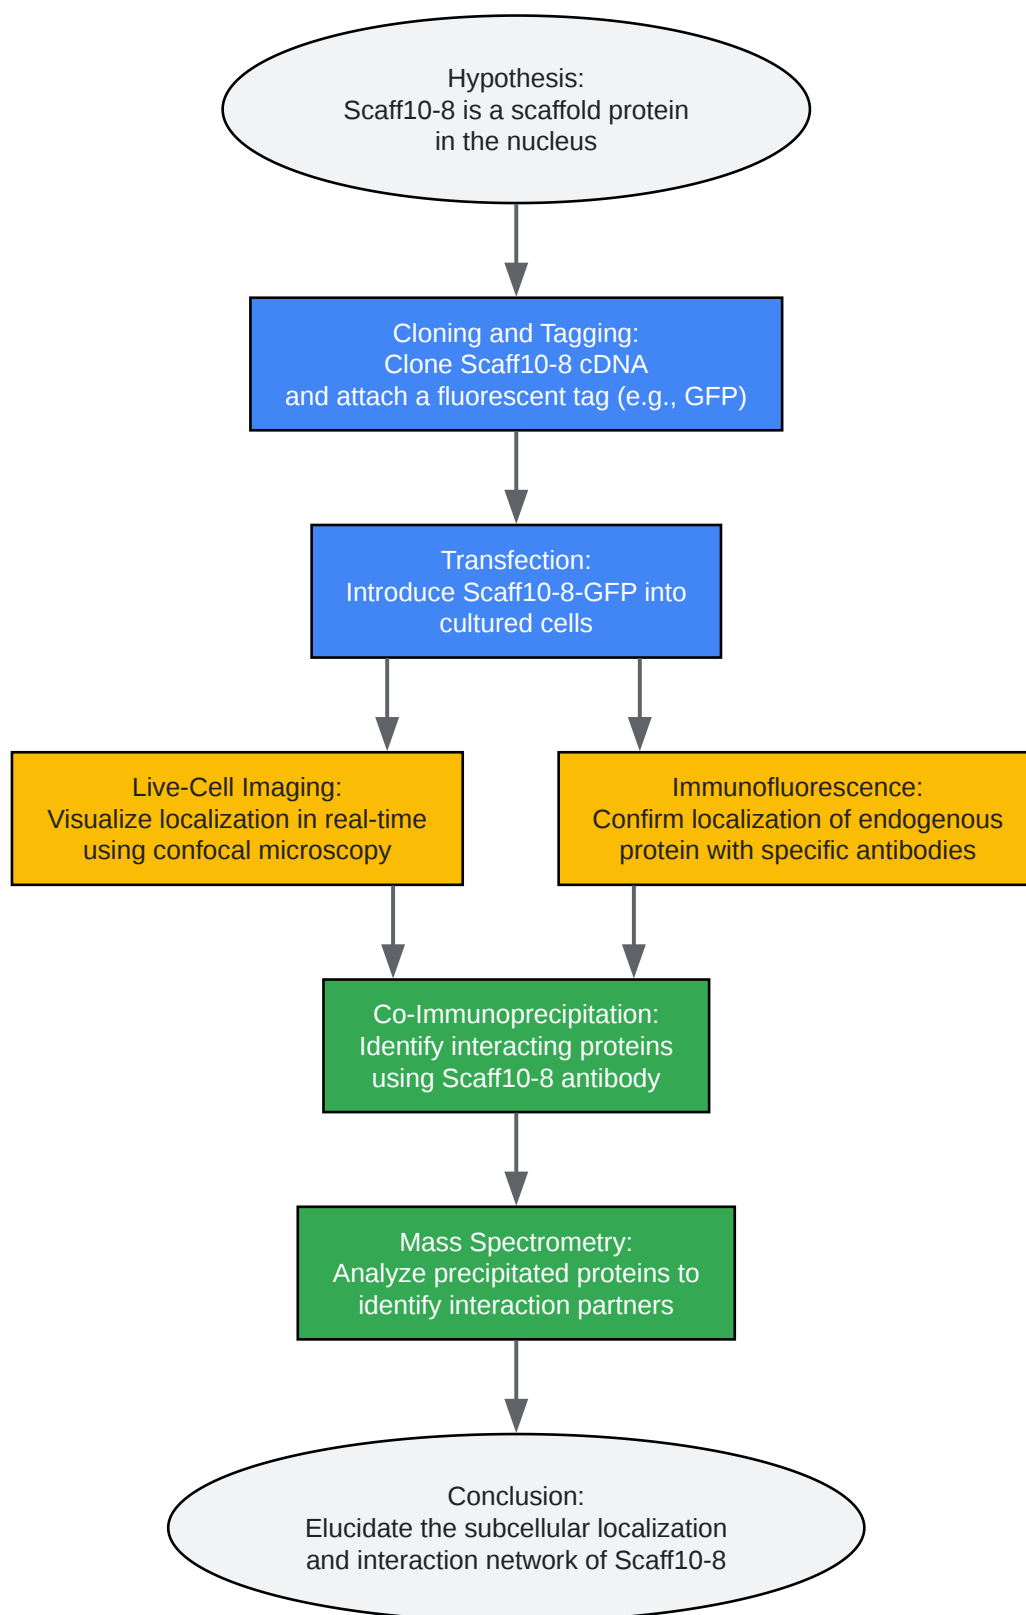 Hypothesis:
Scaff10-8 is a scaffold protein
in the nucleus
Cloning and Tagging:
Clone Scaff10-8 cDNA
and attach a fluorescent tag (e.g., GFP)
Transfection:
Introduce Scaff10-8-GFP into
cultured cells
Live-Cell Imaging:
Visualize localization in real-time
using confocal microscopy
Immunofluorescence:
Confirm localization of endogenous
protein with specific antibodies
Co-Immunoprecipitation:
Identify interacting proteins
using Scaff10-8 antibody
Mass Spectrometry:
Analyze precipitated proteins to
identify interaction partners
Conclusion:
Elucidate the subcellular localization
and interaction network of Scaff10-8